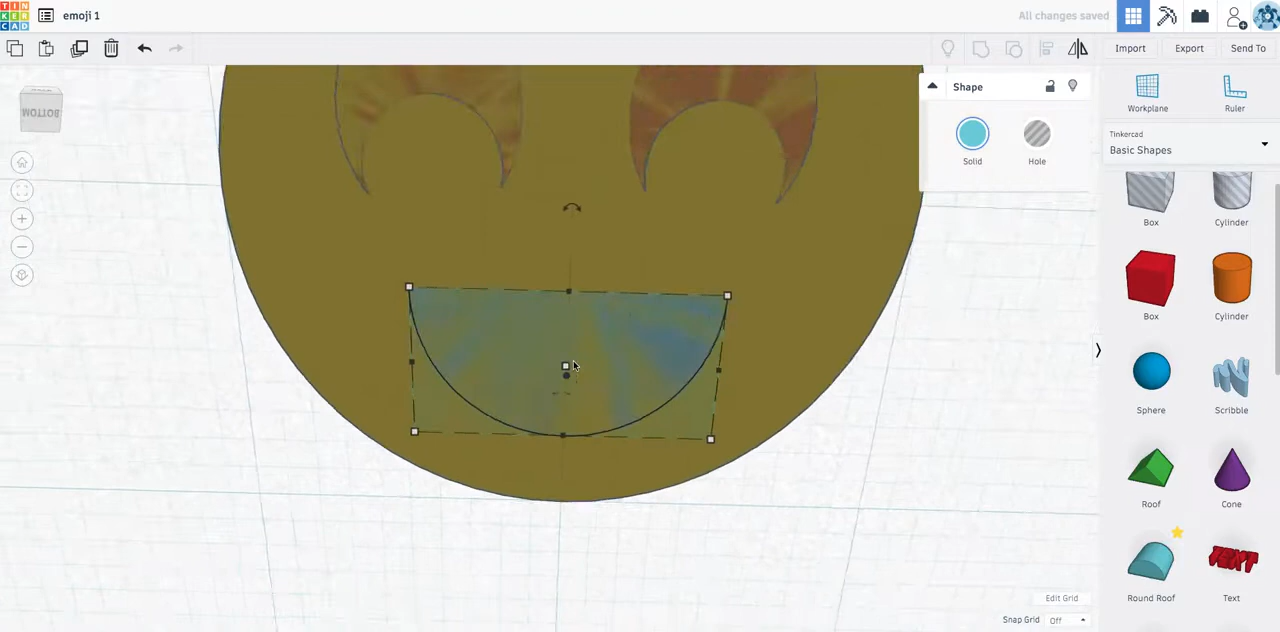 TIN
KER
CAD
emoji 1
All changes saved
Import
Export
Send To
BOTTOM
Shape
Solid
Hole
Workplane
Ruler
Tinkercad
Basic Shapes
Box
Cylinder
Box
Cylinder
Sphere
Scribble
Roof
Cone
TEXT
Round Roof
Text
Edit Grid
Snap Grid
Off